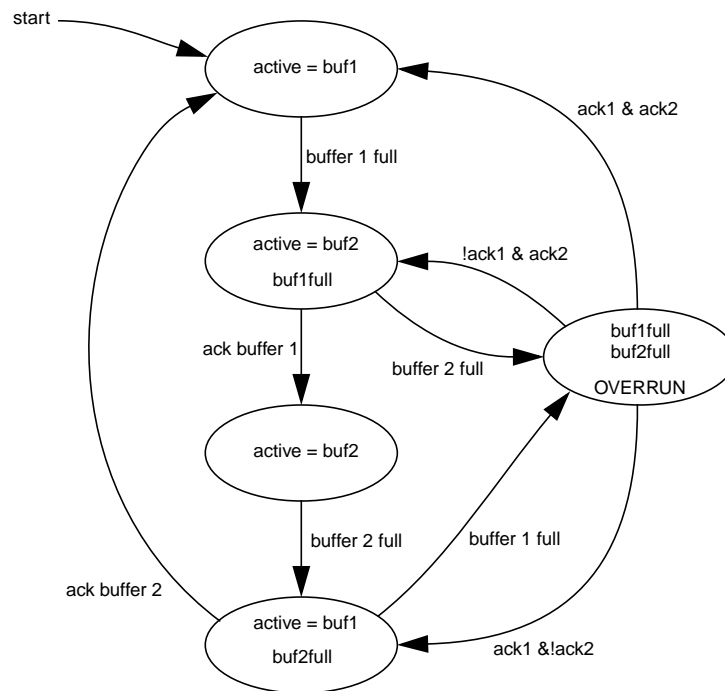 start
active = buf1
ack1 & ack2
buffer 1 full
active = buf2
buf1full
!ack1 & ack2
buf1full
buf2full
OVERRUN
ack buffer 1
buffer 2 full
active = buf2
buffer 2 full
buffer 1 full
ack buffer 2
active = buf1
buf2full
ack1 &!ack2